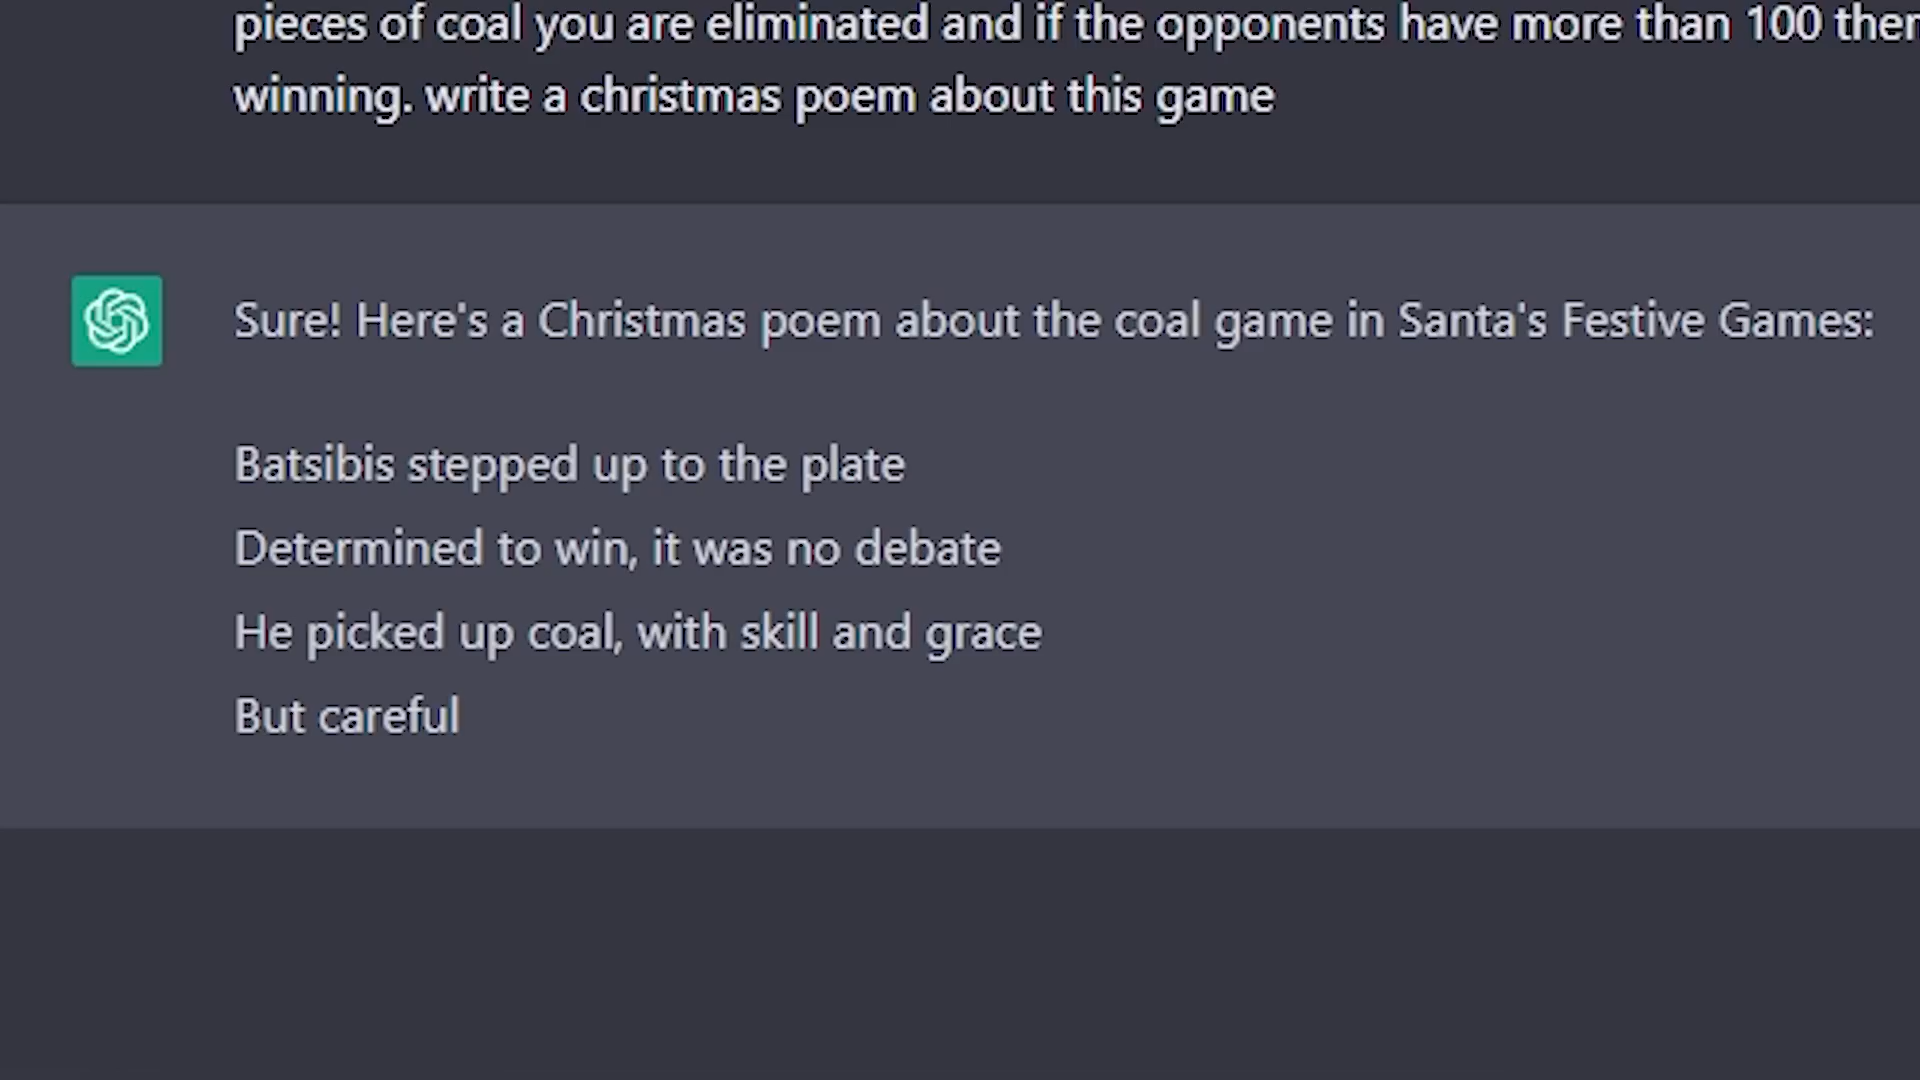 pieces of coal you are eliminated and if the opponents have more than 100
winning. write a christmas poem about this game
Sure! Here's a Christmas poem about the coal game in Santa's Festive Games:
Batsibis stepped up to the plate
Determined to win, it was no debate
He picked up coal, with skill and grace
But careful